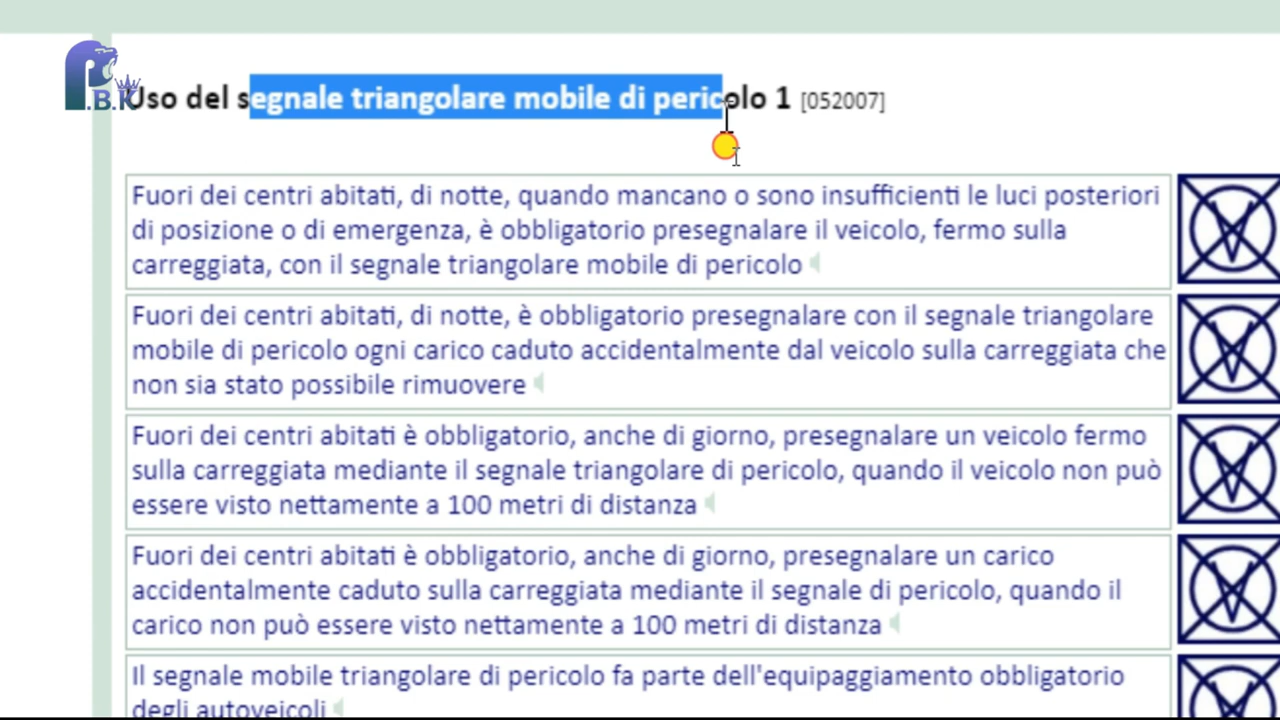 P.B.K
Uso del segnale triangolare mobile di pericolo 1 [052007]
Fuori dei centri abitati, di notte, quando mancano o sono insufficienti le luci posteriori
di posizione o di emergenza, è obbligatorio presegnalare il veicolo, fermo sulla
carreggiata, con il segnale triangolare mobile di pericolo
V
Fuori dei centri abitati, di notte, è obbligatorio presegnalare con il segnale triangolare
mobile di pericolo ogni carico caduto accidentalmente dal veicolo sulla carreggiata che
non sia stato possibile rimuovere
V
Fuori dei centri abitati è obbligatorio, anche di giorno, presegnalare un veicolo fermo
sulla carreggiata mediante il segnale triangolare di pericolo, quando il veicolo non può
essere visto nettamente a 100 metri di distanza
V
Fuori dei centri abitati è obbligatorio, anche di giorno, presegnalare un carico
accidentalmente caduto sulla carreggiata mediante il segnale di pericolo, quando il
carico non può essere visto nettamente a 100 metri di distanza
V
Il segnale mobile triangolare di pericolo fa parte dell'equipaggiamento obbligatorio
degli autoveicoli
V